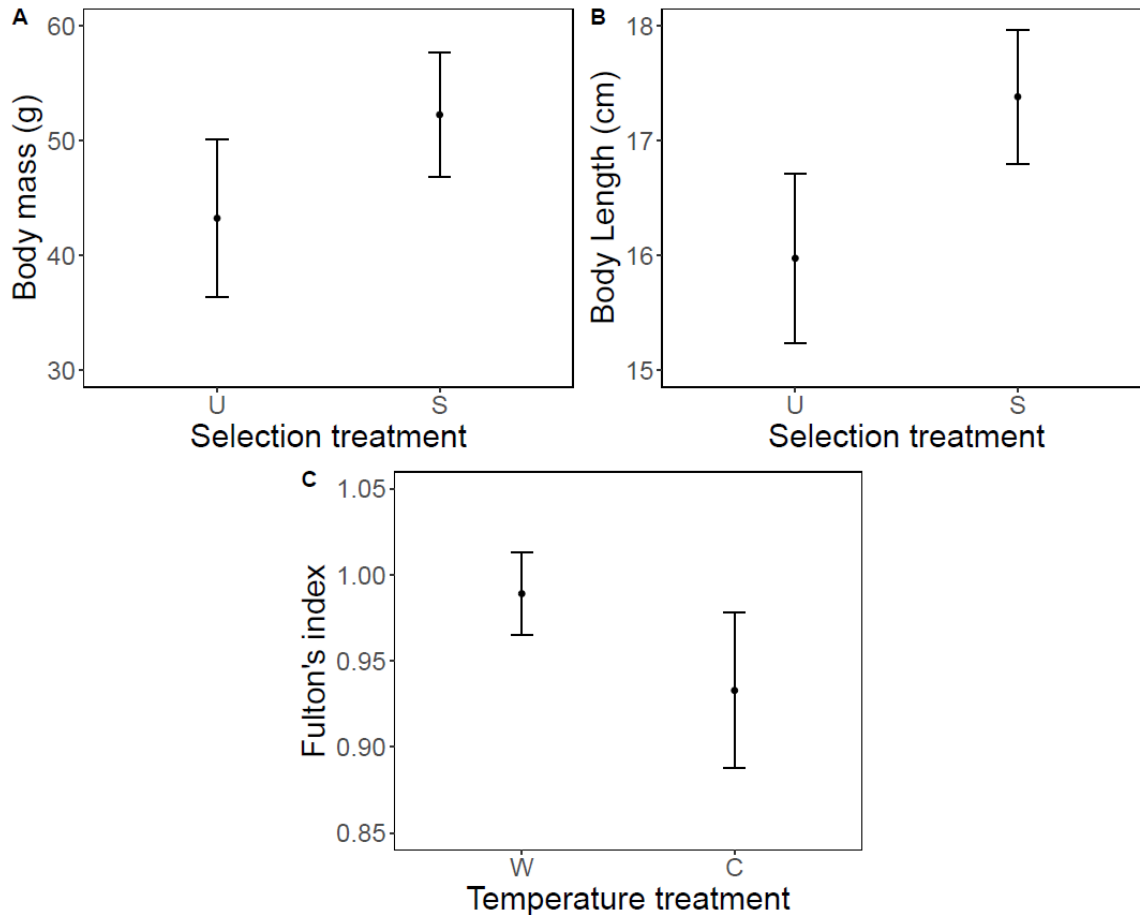 A
Body mass (g)
60
50
40
30
U S
Selection treatment
B
Body Length (cm)
18
17
16
15
U S
Selection treatment
C
Fulton's index
1.05
1.00
0.95
0.90
0.85
W C
Temperature treatment